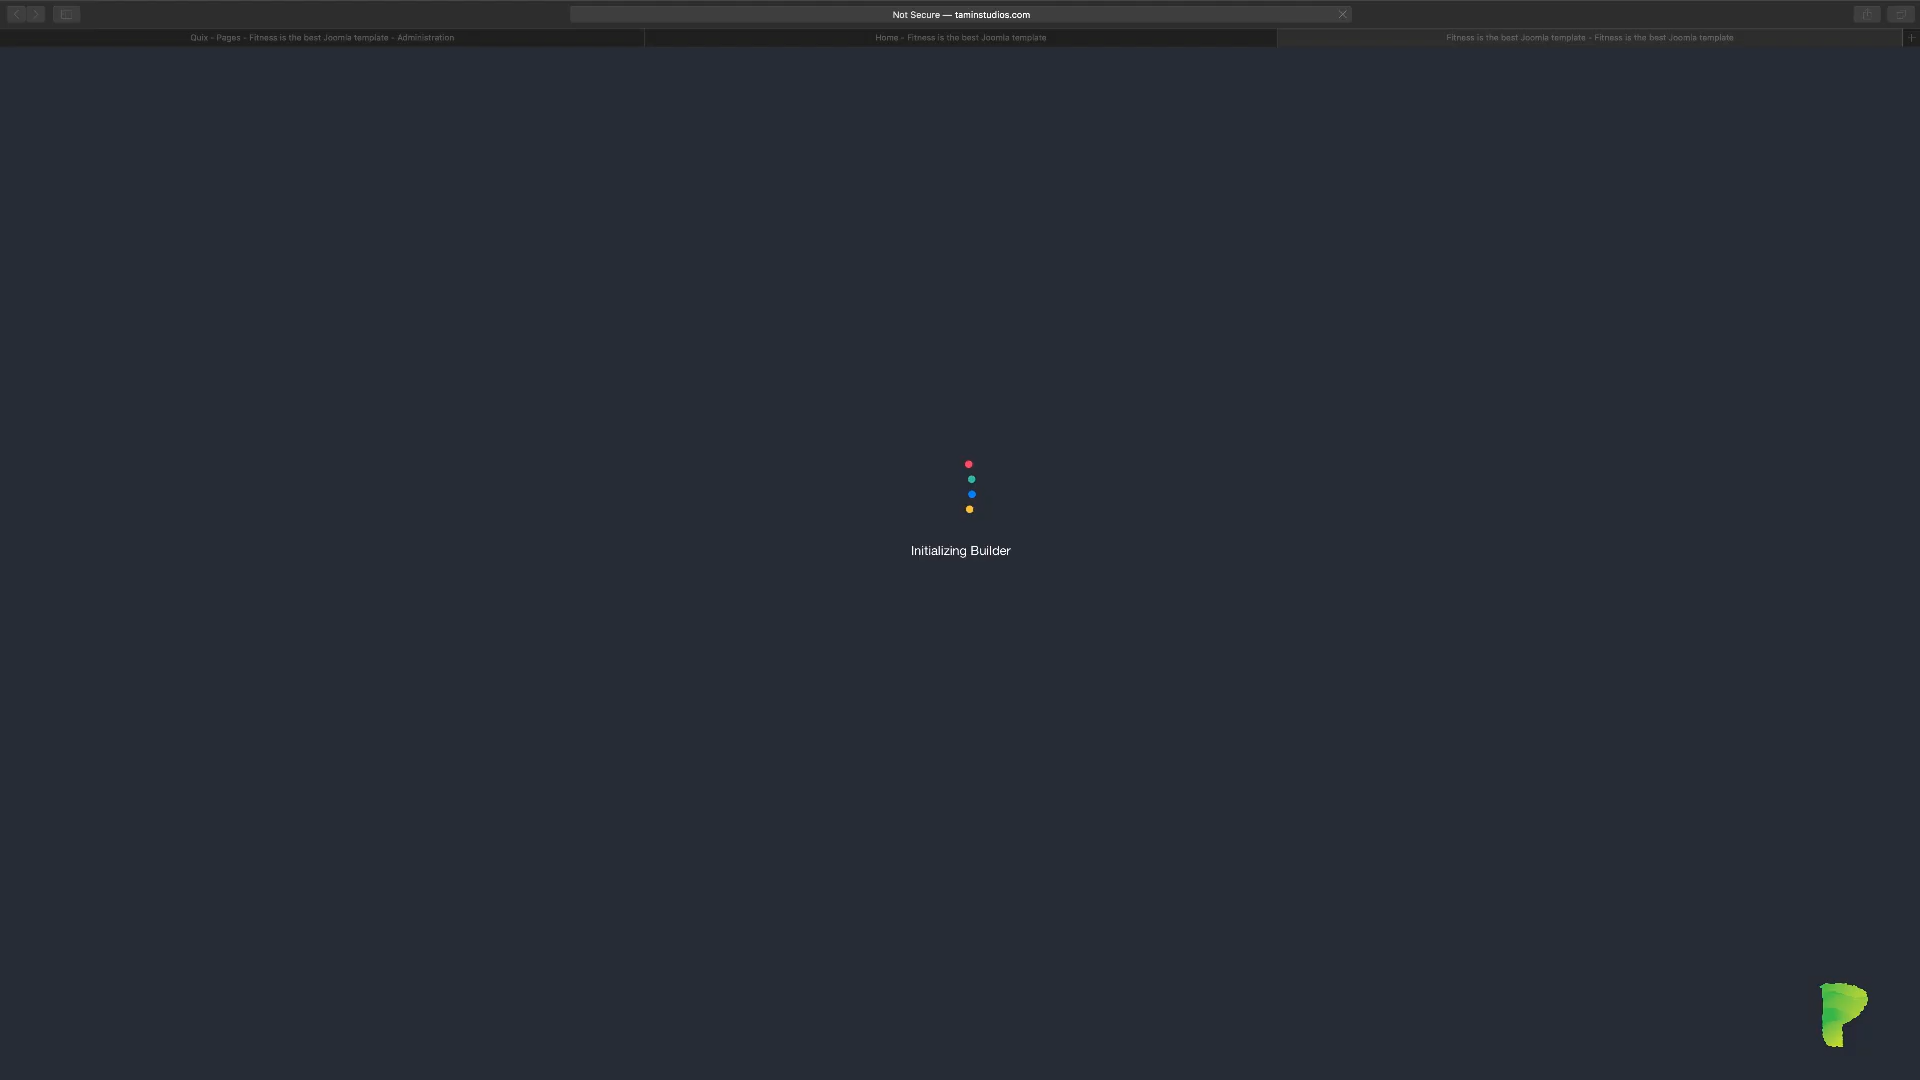 Not Secure — taminstudios.com
Quix - Pages - Fitness is the best Joomla template - Administration
Home - Fitness is the best Joomla template
Fitness is the best Joomla template - Fitness is the best Joomla template
Initializing Builder
P